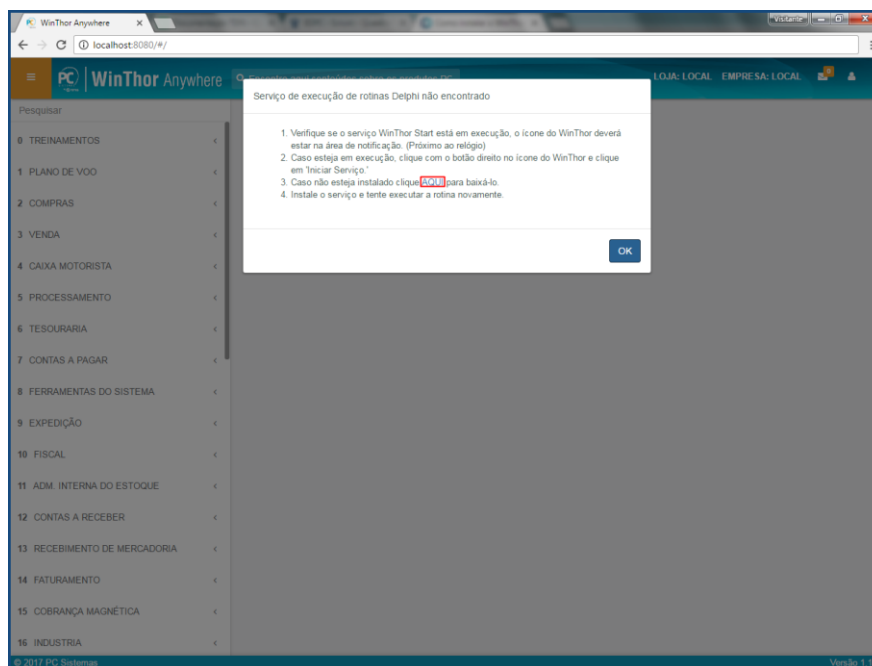 WinThor Anywhere
Visitante
localhost:8080/#/
PC WinThor Anywhere
LOJA: LOCAL EMPRESA: LOCAL
Pesquisar
0 TREINAMENTOS
1 PLANO DE VOO
2 COMPRAS
3 VENDA
4 CAIXA MOTORISTA
5 PROCESSAMENTO
6 TESOURARIA
7 CONTAS A PAGAR
8 FERRAMENTAS DO SISTEMA
9 EXPEDIÇÃO
10 FISCAL
11 ADM. INTERNA DO ESTOQUE
12 CONTAS A RECEBER
13 RECEBIMENTO DE MERCADORIA
14 FATURAMENTO
15 COBRANÇA MAGNÉTICA
16 INDUSTRIA
Serviço de execução de rotinas Delphi não encontrado
1. Verifique se o serviço WinThor Start está em execução, o ícone do WinThor deverá
estar na área de notificação. (Próximo ao relógio)
2. Caso esteja em execução, clique com o botão direito no ícone do WinThor e clique
em 'Iniciar Serviço.'
3. Caso não esteja instalado clique AQUI para baixá-lo.
4. Instale o serviço e tente executar a rotina novamente.
OK
© 2017 PC Sistemas
Versão 1.1